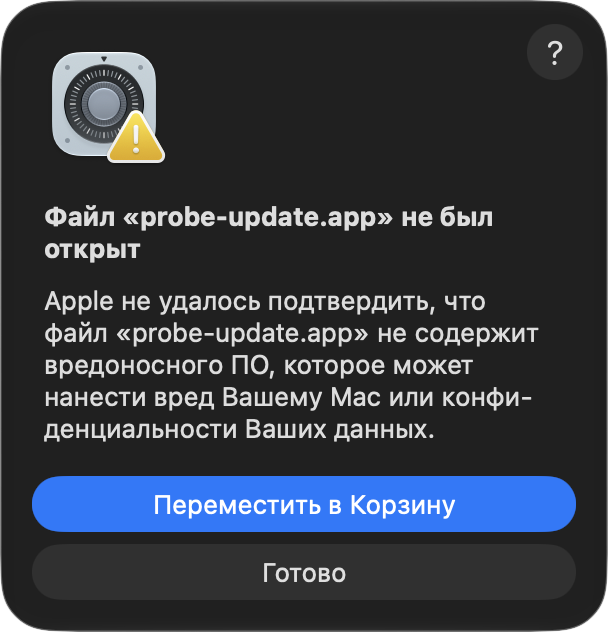 ?
Файл «probe-update.app» не был
открыт
Apple не удалось подтвердить, что
файл «probe-update.app» не содержит
вредоносного ПО, которое может
нанести вред Вашему Mac или конфи-
денциальности Ваших данных.
Переместить в Корзину
Готово